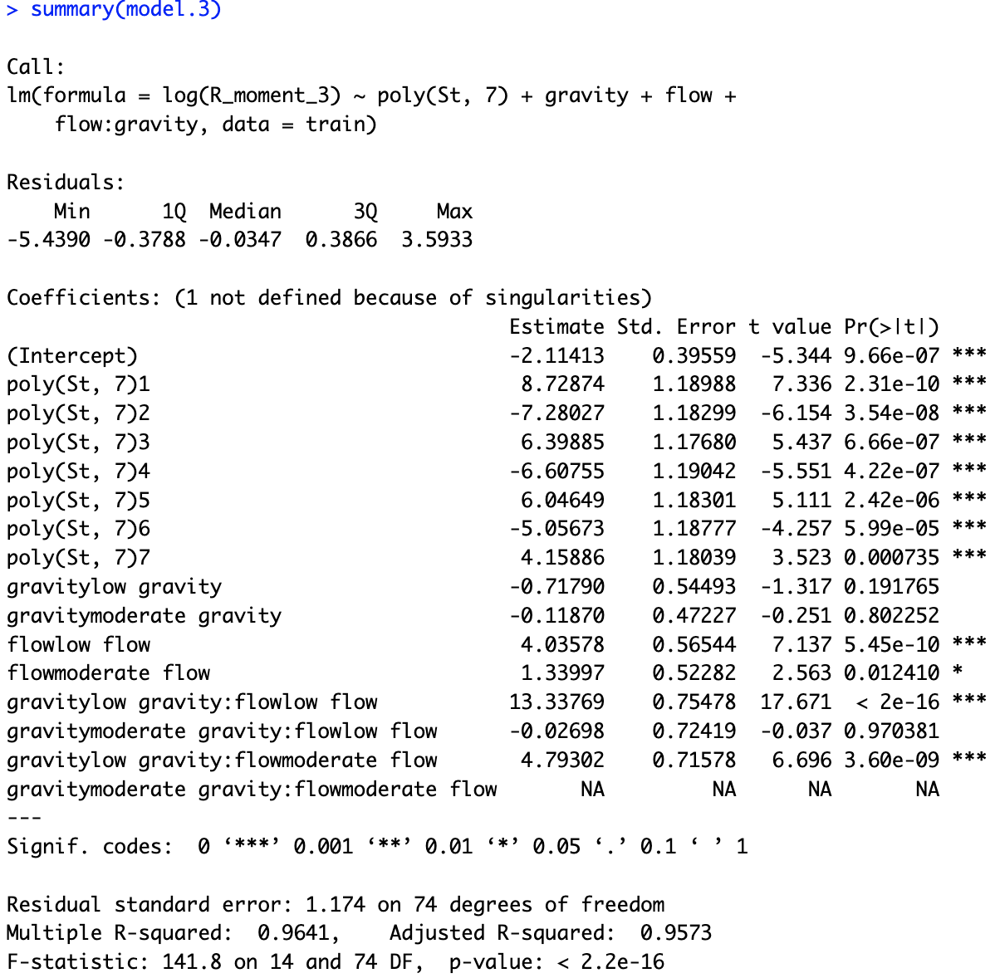 > summary(model.3)
Call:
lm(formula = log(R_moment_3) ~ poly(St, 7) + gravity + flow +
    flow:gravity, data = train)
Residuals:
    Min      1Q  Median      3Q     Max
-5.4390 -0.3788 -0.0347  0.3866  3.5933
Coefficients: (1 not defined because of singularities)
                                          Estimate Std. Error t value Pr(>|t|)
(Intercept)                               -2.11413    0.39559  -5.344 9.66e-07 ***
poly(St, 7)1                               8.72874    1.18988   7.336 2.31e-10 ***
poly(St, 7)2                              -7.28027    1.18299  -6.154 3.54e-08 ***
poly(St, 7)3                               6.39885    1.17680   5.437 6.66e-07 ***
poly(St, 7)4                              -6.60755    1.19042  -5.551 4.22e-07 ***
poly(St, 7)5                               6.04649    1.18301   5.111 2.42e-06 ***
poly(St, 7)6                              -5.05673    1.18777  -4.257 5.99e-05 ***
poly(St, 7)7                               4.15886    1.18039   3.523 0.000735 ***
gravitylow gravity                        -0.71790    0.54493  -1.317 0.191765
gravitymoderate gravity                   -0.11870    0.47227  -0.251 0.802252
flowlow flow                               4.03578    0.56544   7.137 5.45e-10 ***
flowmoderate flow                          1.33997    0.52282   2.563 0.012410 *
gravitylow gravity:flowlow flow           13.33769    0.75478  17.671  < 2e-16 ***
gravitymoderate gravity:flowlow flow      -0.02698    0.72419  -0.037 0.970381
gravitylow gravity:flowmoderate flow       4.79302    0.71578   6.696 3.60e-09 ***
gravitymoderate gravity:flowmoderate flow       NA         NA      NA       NA
---
Signif. codes:  0 ‘***’ 0.001 ‘**’ 0.01 ‘*’ 0.05 ‘.’ 0.1 ‘ ’ 1
Residual standard error: 1.174 on 74 degrees of freedom
Multiple R-squared:  0.9641,    Adjusted R-squared:  0.9573
F-statistic: 141.8 on 14 and 74 DF,  p-value: < 2.2e-16